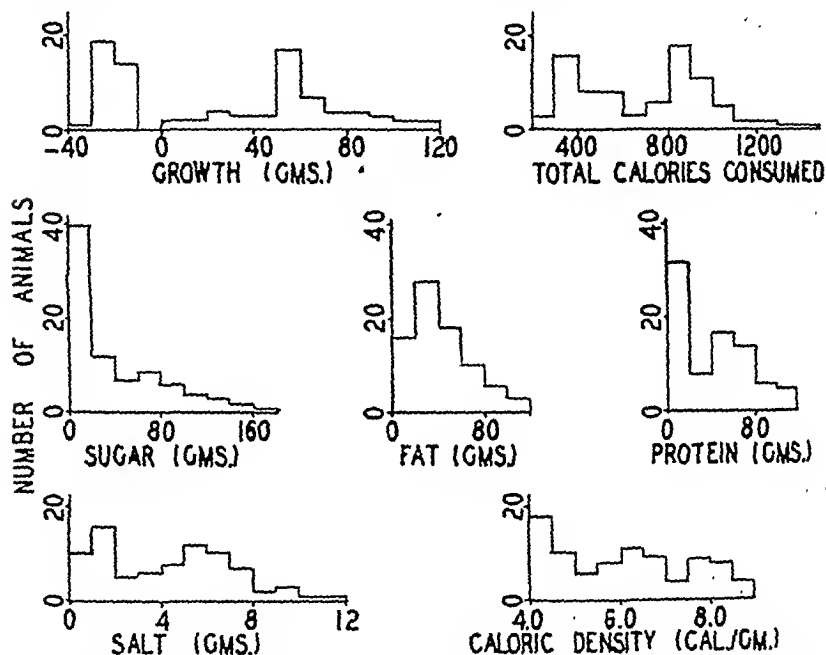 NUMBER OF ANIMALS
20
0
-40 0 40 80 120
GROWTH (GMS.)
20
0
400 800 1200
TOTAL CALORIES CONSUMED
40
20
0
0 80 160
SUGAR (GMS.)
40
20
0
0 80
FAT (GMS.)
40
20
0
0 80
PROTEIN (GMS.)
20
0
0 4 8 12
SALT (GMS.)
20
0
4.0 6.0 8.0
CALORIC DENSITY (CAL./GM.)